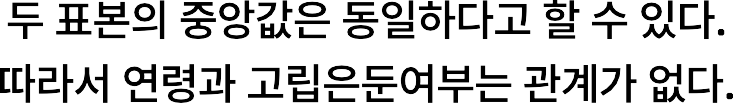 두 표본의 중앙값은 동일하다고 할 수 있다.
따라서 연령과 고립은둔여부는 관계가 없다.